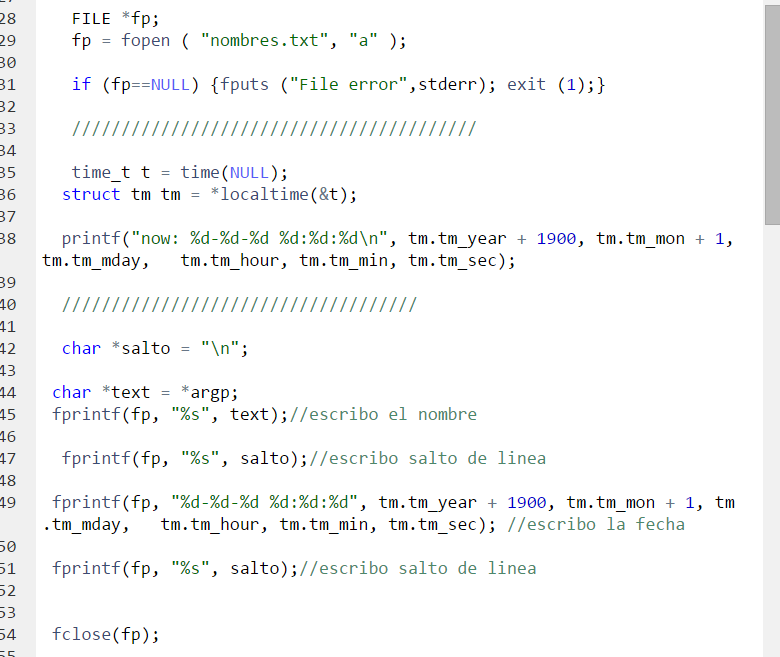 28 FILE *fp;
29 fp = fopen ( "nombres.txt", "a" );
30
31 if (fp==NULL) {fputs ("File error",stderr); exit (1);}
32
33 /////////////////////////////////////////
34
35 time_t t = time(NULL);
36 struct tm tm = *localtime(&t);
37
38 printf("now: %d-%d-%d %d:%d:%d\n", tm.tm_year + 1900, tm.tm_mon + 1,
tm.tm_mday,   tm.tm_hour, tm.tm_min, tm.tm_sec);
39
40 ////////////////////////////////////
41
42 char *salto = "\n";
43
44 char *text = *argp;
45 fprintf(fp, "%s", text);//escribo el nombre
46
47 fprintf(fp, "%s", salto);//escribo salto de linea
48
49 fprintf(fp, "%d-%d-%d %d:%d:%d", tm.tm_year + 1900, tm.tm_mon + 1, tm
.tm_mday,   tm.tm_hour, tm.tm_min, tm.tm_sec); //escribo la fecha
50
51 fprintf(fp, "%s", salto);//escribo salto de linea
52
53
54 fclose(fp);
55